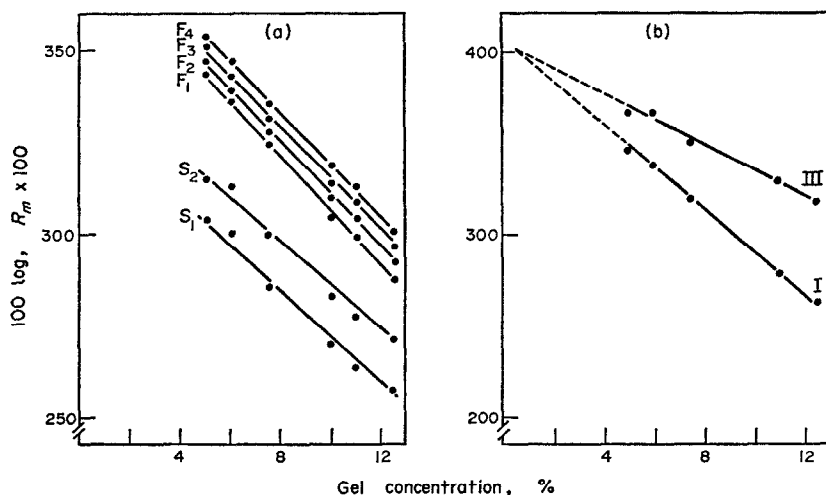 (a)
(b)
350
300
250
400
300
200
F4
F3
F2
F1
S2
S1
III
I
4
8
12
4
8
12
100 log, Rm x 100
Gel concentration, %